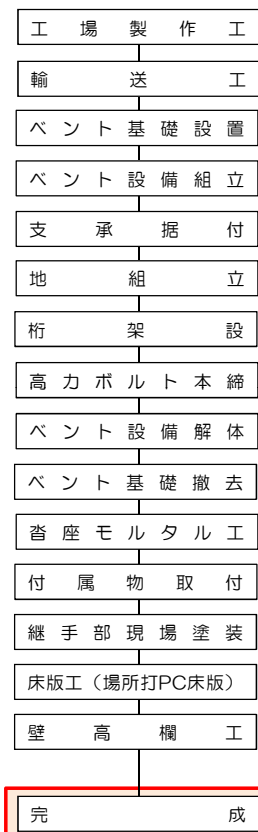 工場製作工
輸送工
ベント基礎設置
ベント設備組立
支承据付
地組立
桁架設
高力ボルト本締
ベント設備解体
ベント基礎撤去
沓座モルタル工
付属物取付
継手部現場塗装
床版工（場所打PC床版）
壁高欄工
完成